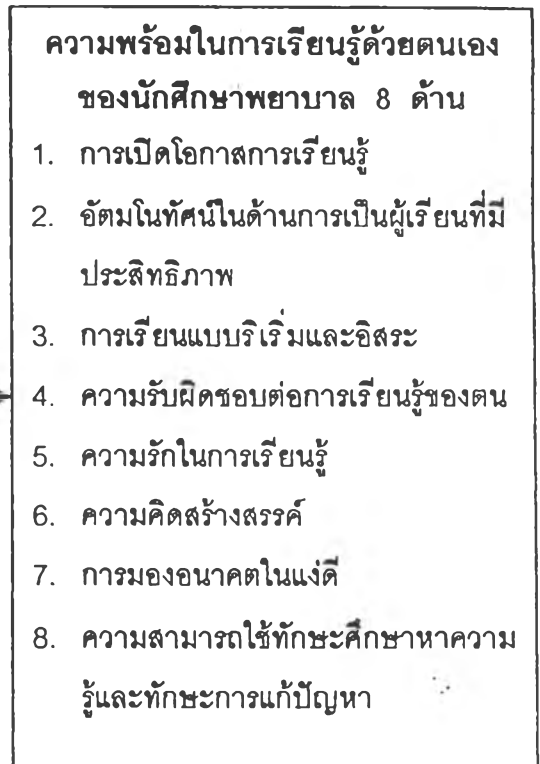 ความพร้อมในการเรียนรู้ด้วยตนเอง
ของนักศึกษาพยาบาล 8 ด้าน
1. การเปิดโอกาสการเรียนรู้
2. อัตมโนทัศน์ในด้านการเป็นผู้เรียนที่มี
ประสิทธิภาพ
3. การเรียนแบบริเริ่มและอิสระ
4. ความรับผิดชอบต่อการเรียนรู้ของตน
5. ความรักในการเรียนรู้
6. ความคิดสร้างสรรค์
7. การมองอนาคตในแง่ดี
8. ความสามารถใช้ทักษะศึกษาหาความ
รู้และทักษะการแก้ปัญหา